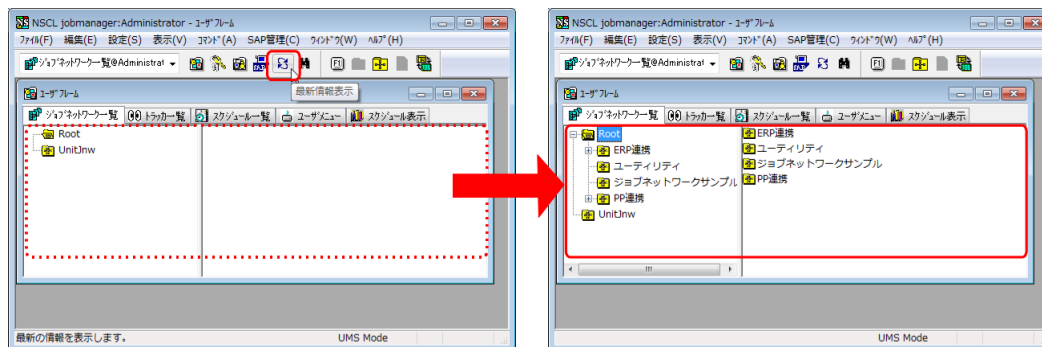 NSCL jobmanager:Administrator - ﾕｰｻﾞﾌﾚｰﾑ
ﾌｧｲﾙ(F) 編集(E) 設定(S) 表示(V) ｺﾏﾝﾄﾞ(A) SAP管理(C) ｳｨﾝﾄﾞｳ(W) ﾍﾙﾌﾟ(H)
ｼﾞｮﾌﾞﾈｯﾄﾜｰｸ一覧@Administrat
最新情報表示
ﾕｰｻﾞﾌﾚｰﾑ
ｼﾞｮﾌﾞﾈｯﾄﾜｰｸ一覧 ﾄﾗｯｶ一覧 ｽｹｼﾞｭｰﾙ一覧 ﾕｰｻﾞﾒﾆｭｰ ｽｹｼﾞｭｰﾙ表示
Root
UnitJnw
最新の情報を表示します。 UMS Mode
NSCL jobmanager:Administrator - ﾕｰｻﾞﾌﾚｰﾑ
ﾌｧｲﾙ(F) 編集(E) 設定(S) 表示(V) ｺﾏﾝﾄﾞ(A) SAP管理(C) ｳｨﾝﾄﾞｳ(W) ﾍﾙﾌﾟ(H)
ｼﾞｮﾌﾞﾈｯﾄﾜｰｸ一覧@Administrat
ﾕｰｻﾞﾌﾚｰﾑ
ｼﾞｮﾌﾞﾈｯﾄﾜｰｸ一覧 ﾄﾗｯｶ一覧 ｽｹｼﾞｭｰﾙ一覧 ﾕｰｻﾞﾒﾆｭｰ ｽｹｼﾞｭｰﾙ表示
Root
ERP連携
ユーティリティ
ジョブネットワークサンプル
PP連携
UnitJnw
ERP連携
ユーティリティ
ジョブネットワークサンプル
PP連携
UMS Mode